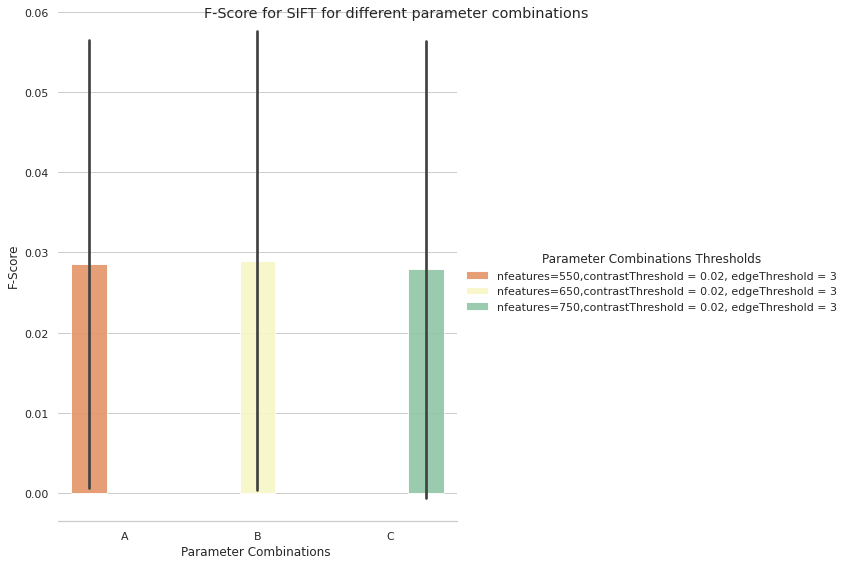 F-Score for SIFT for different parameter combinations
0.06
0.05
0.04
0.03
0.02
0.01
0.00
F-Score
A B C
Parameter Combinations
Parameter Combinations Thresholds
nfeatures=550,contrastThreshold = 0.02, edgeThreshold = 3
nfeatures=650,contrastThreshold = 0.02, edgeThreshold = 3
nfeatures=750,contrastThreshold = 0.02, edgeThreshold = 3